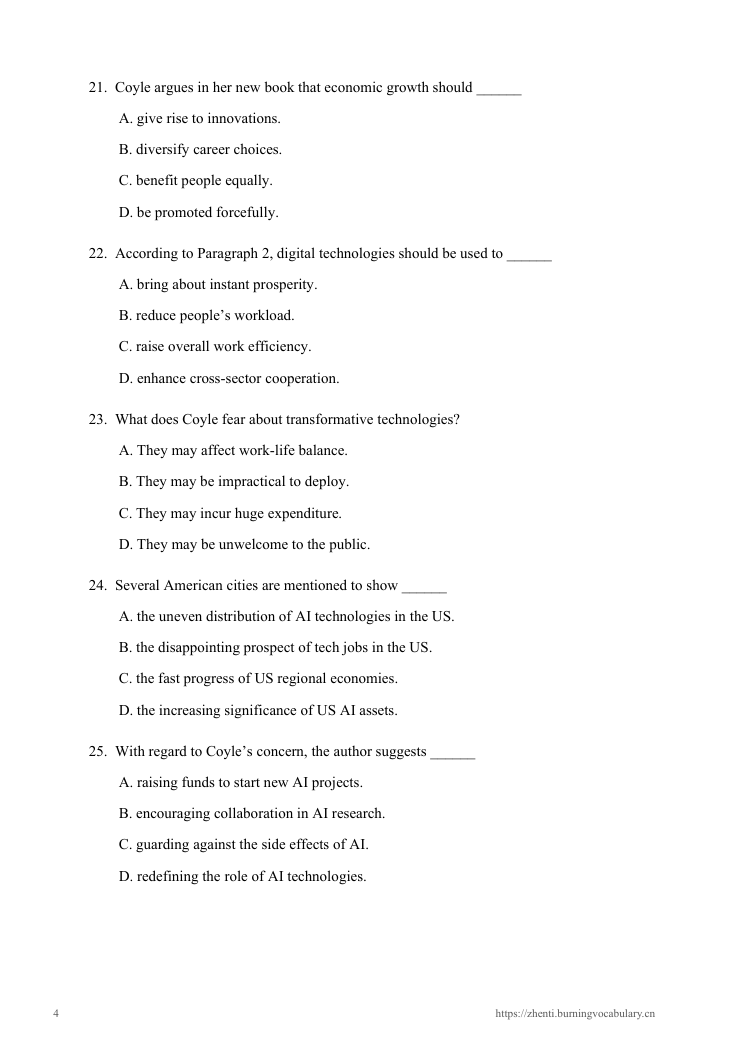 21. Coyle argues in her new book that economic growth should ______
A. give rise to innovations.
B. diversify career choices.
C. benefit people equally.
D. be promoted forcefully.
22. According to Paragraph 2, digital technologies should be used to ______
A. bring about instant prosperity.
B. reduce people’s workload.
C. raise overall work efficiency.
D. enhance cross-sector cooperation.
23. What does Coyle fear about transformative technologies?
A. They may affect work-life balance.
B. They may be impractical to deploy.
C. They may incur huge expenditure.
D. They may be unwelcome to the public.
24. Several American cities are mentioned to show ______
A. the uneven distribution of AI technologies in the US.
B. the disappointing prospect of tech jobs in the US.
C. the fast progress of US regional economies.
D. the increasing significance of US AI assets.
25. With regard to Coyle’s concern, the author suggests ______
A. raising funds to start new AI projects.
B. encouraging collaboration in AI research.
C. guarding against the side effects of AI.
D. redefining the role of AI technologies.
4 https://zhenti.burningvocabulary.cn